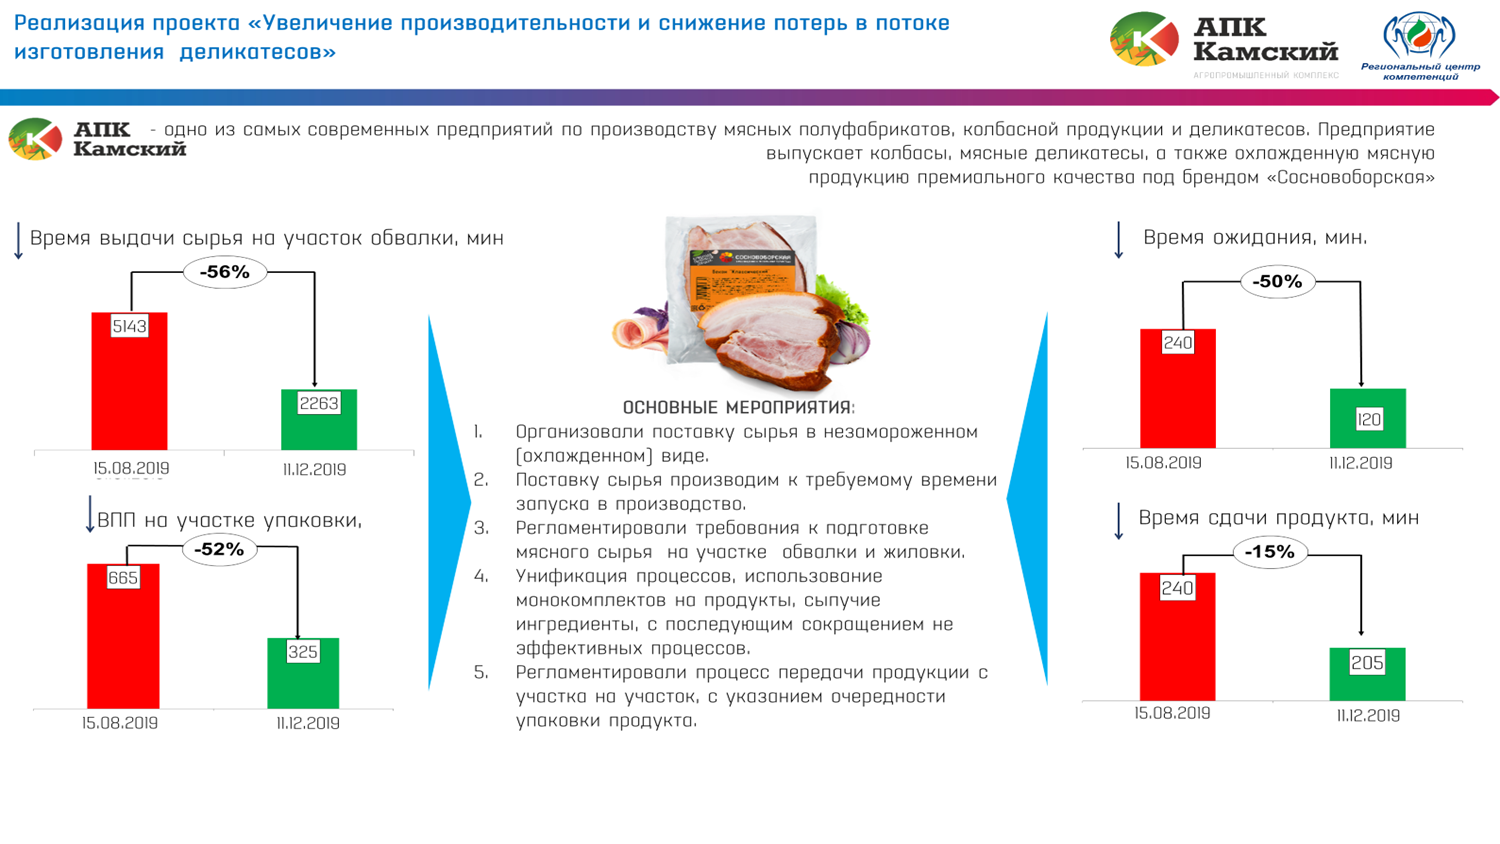 Реализация проекта «Увеличение производительности и снижение потерь в потоке
изготовления деликатесов»
АПК
Камский
АГРОПРОМЫШЛЕННЫЙ КОМПЛЕКС
Региональный центр
компетенций
АПК
Камский
- одно из самых современных предприятий по производству мясных полуфабрикатов, колбасной продукции и деликатесов. Предприятие
выпускает колбасы, мясные деликатесы, а также охлажденную мясную
продукцию премиального качества под брендом «Сосновоборская»
Время выдачи сырья на участок обвалки, мин
-56%
5143
2263
15.08.2019
11.12.2019
ВПП на участке упаковки,
-52%
665
325
15.08.2019
11.12.2019
СОСНОВОБОРСКАЯ
ОСНОВНЫЕ МЕРОПРИЯТИЯ:
1. Организовали поставку сырья в незамороженном
(охлажденном) виде.
2. Поставку сырья производим к требуемому времени
запуска в производство.
3. Регламентировали требования к подготовке
мясного сырья на участке обвалки и жиловки.
4. Унификация процессов, использование
монокомплектов на продукты, сыпучие
ингредиенты, с последующим сокращением не
эффективных процессов.
5. Регламентировали процесс передачи продукции с
участка на участок, с указанием очередности
упаковки продукта.
Время ожидания, мин.
-50%
240
120
15.08.2019
11.12.2019
Время сдачи продукта, мин
-15%
240
205
15.08.2019
11.12.2019